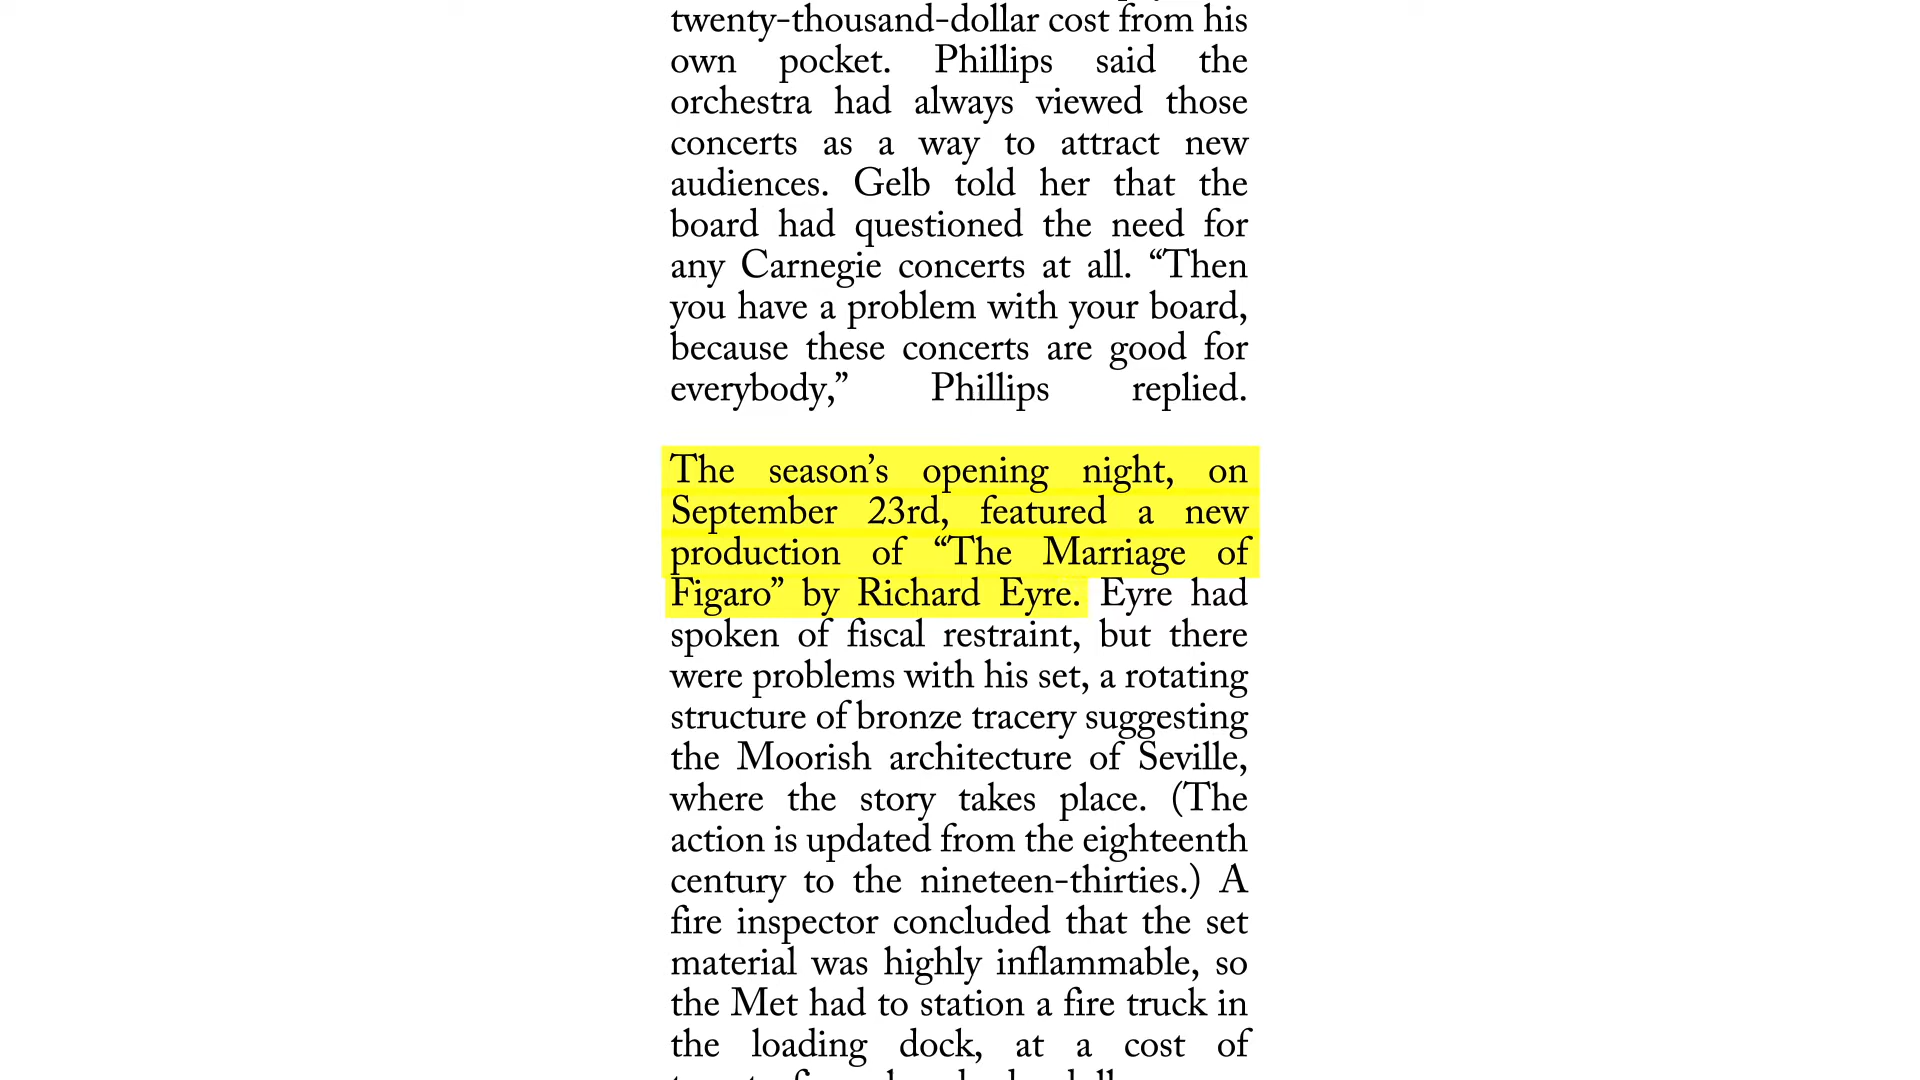 twenty-thousand-dollar cost from his
own pocket. Phillips said the
orchestra had always viewed those
concerts as a way to attract new
audiences. Gelb told her that the
board had questioned the need for
any Carnegie concerts at all. “Then
you have a problem with your board,
because these concerts are good for
everybody,” Phillips replied.
The season’s opening night, on
September 23rd, featured a new
production of “The Marriage of
Figaro” by Richard Eyre. Eyre had
spoken of fiscal restraint, but there
were problems with his set, a rotating
structure of bronze tracery suggesting
the Moorish architecture of Seville,
where the story takes place. (The
action is updated from the eighteenth
century to the nineteen-thirties.) A
fire inspector concluded that the set
material was highly inflammable, so
the Met had to station a fire truck in
the loading dock, at a cost of